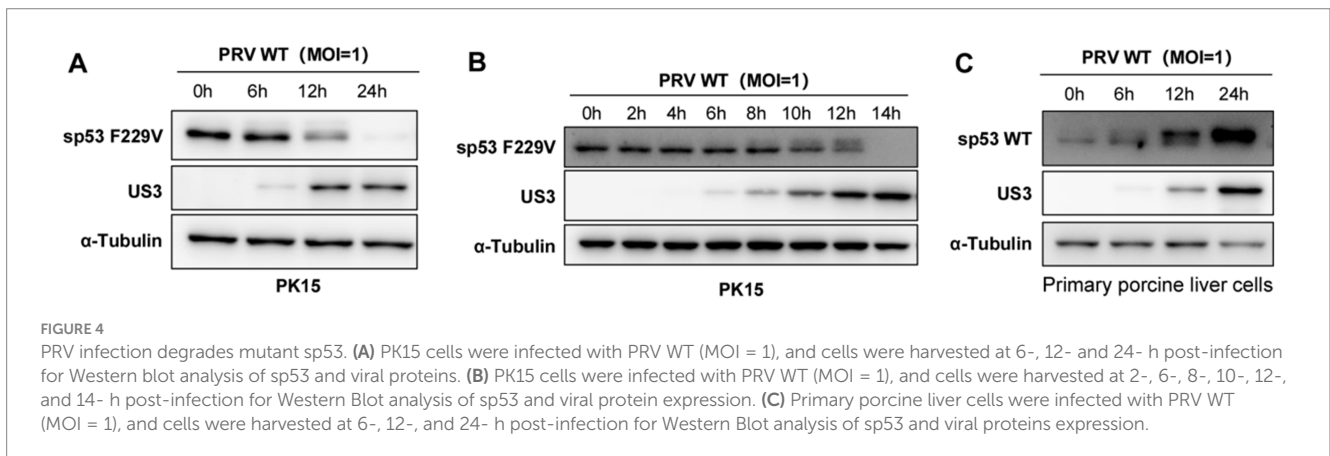 A
PRV WT (MOI=1)
0h 6h 12h 24h
sp53 F229V
US3
α-Tubulin
PK15
B
PRV WT (MOI=1)
0h 2h 4h 6h 8h 10h 12h 14h
sp53 F229V
US3
α-Tubulin
PK15
C
PRV WT (MOI=1)
0h 6h 12h 24h
sp53 WT
US3
α-Tubulin
Primary porcine liver cells
FIGURE 4
PRV infection degrades mutant sp53. (A) PK15 cells were infected with PRV WT (MOI = 1), and cells were harvested at 6-, 12- and 24- h post-infection
for Western blot analysis of sp53 and viral proteins. (B) PK15 cells were infected with PRV WT (MOI = 1), and cells were harvested at 2-, 6-, 8-, 10-, 12-,
and 14- h post-infection for Western Blot analysis of sp53 and viral protein expression. (C) Primary porcine liver cells were infected with PRV WT
(MOI = 1), and cells were harvested at 6-, 12-, and 24- h post-infection for Western Blot analysis of sp53 and viral proteins expression.